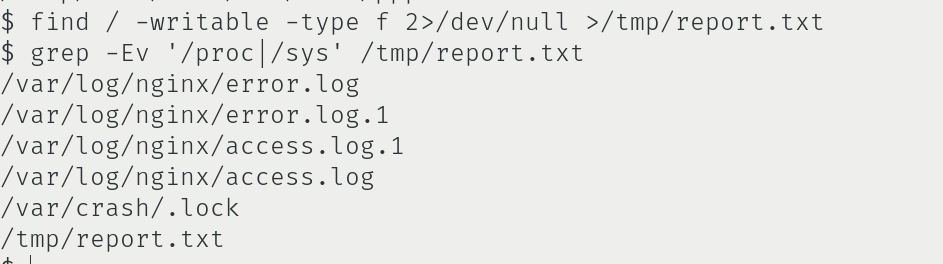 $ find / -writable -type f 2>/dev/null >/tmp/report.txt
$ grep -Ev '/proc|/sys' /tmp/report.txt
/var/log/nginx/error.log
/var/log/nginx/error.log.1
/var/log/nginx/access.log.1
/var/log/nginx/access.log
/var/crash/.lock
/tmp/report.txt
$